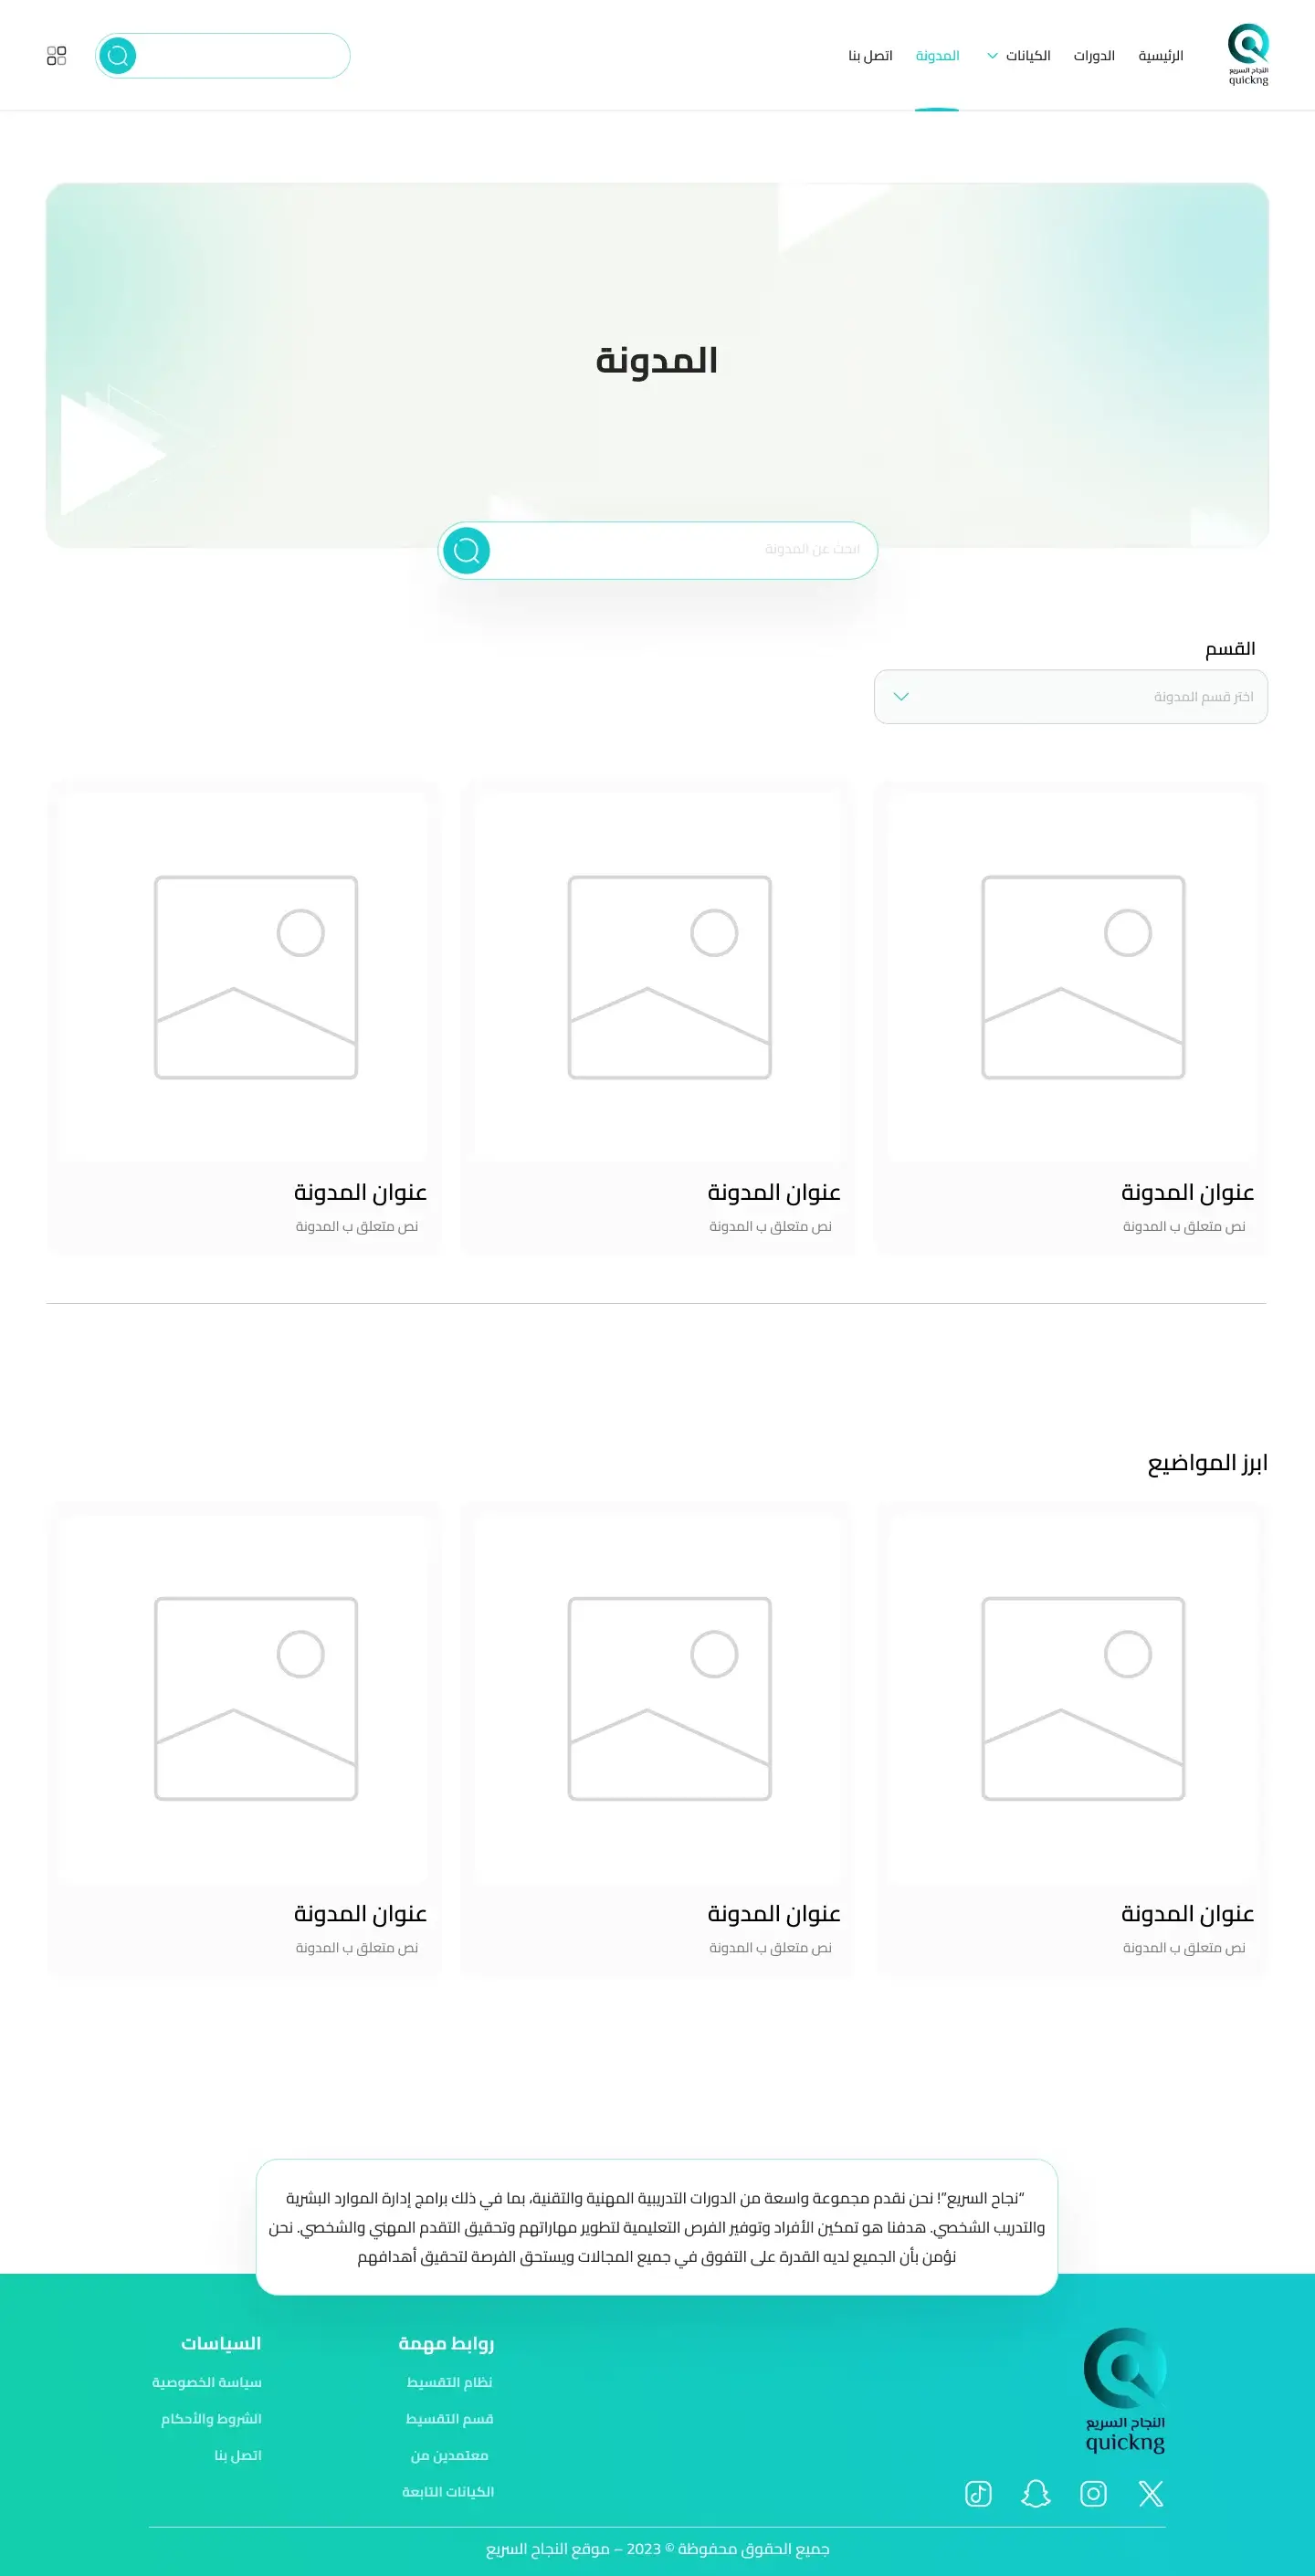 النجاح السريع
quickng
الرئيسية
الدورات
الكيانات
المدونة
اتصل بنا
المدونة
ابحث عن المدونة
القسم
اختر قسم المدونة
عنوان المدونة
نص متعلق ب المدونة
عنوان المدونة
نص متعلق ب المدونة
عنوان المدونة
نص متعلق ب المدونة
ابرز المواضيع
عنوان المدونة
نص متعلق ب المدونة
عنوان المدونة
نص متعلق ب المدونة
عنوان المدونة
نص متعلق ب المدونة
"نجاح السريع"! نحن نقدم مجموعة واسعة من الدورات التدريبية المهنية والتقنية، بما في ذلك برامج إدارة الموارد البشرية
والتدريب الشخصي. هدفنا هو تمكين الأفراد وتوفير الفرص التعليمية لتطوير مهاراتهم وتحقيق التقدم المهني والشخصي. نحن
نؤمن بأن الجميع لديه القدرة على التفوق في جميع المجالات ويستحق الفرصة لتحقيق أهدافهم
النجاح السريع
quickng
روابط مهمة
نظام التقسيط
قسم التقسيط
معتمدين من
الكيانات التابعة
السياسات
سياسة الخصوصية
الشروط والأحكام
اتصل بنا
جميع الحقوق محفوظة © 2023 – موقع النجاح السريع